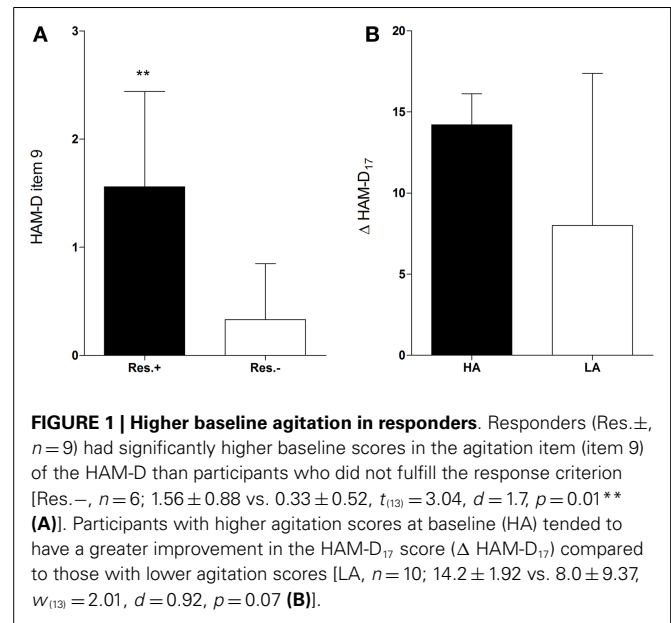 A
B
3
2
1
0
HAM-D item 9
**
Res.+
Res.-
20
15
10
5
0
Δ HAM-D₁₇
HA
LA
FIGURE 1 | Higher baseline agitation in responders. Responders (Res.±,
n = 9) had significantly higher baseline scores in the agitation item (item 9)
of the HAM-D than participants who did not fulfill the response criterion
[Res.−, n = 6; 1.56 ± 0.88 vs. 0.33 ± 0.52, t₍₁₃₎ = 3.04, d = 1.7, p = 0.01**
(A)]. Participants with higher agitation scores at baseline (HA) tended to
have a greater improvement in the HAM-D₁₇ score (Δ HAM-D₁₇) compared
to those with lower agitation scores [LA, n = 10; 14.2 ± 1.92 vs. 8.0 ± 9.37,
w₍₁₃₎ = 2.01, d = 0.92, p = 0.07 (B)].